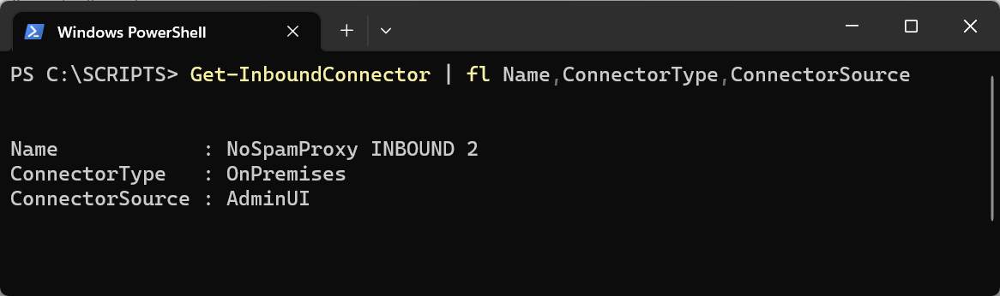 Windows PowerShell
PS C:\SCRIPTS> Get-InboundConnector | fl Name,ConnectorType,ConnectorSource
Name            : NoSpamProxy INBOUND 2
ConnectorType   : OnPremises
ConnectorSource : AdminUI